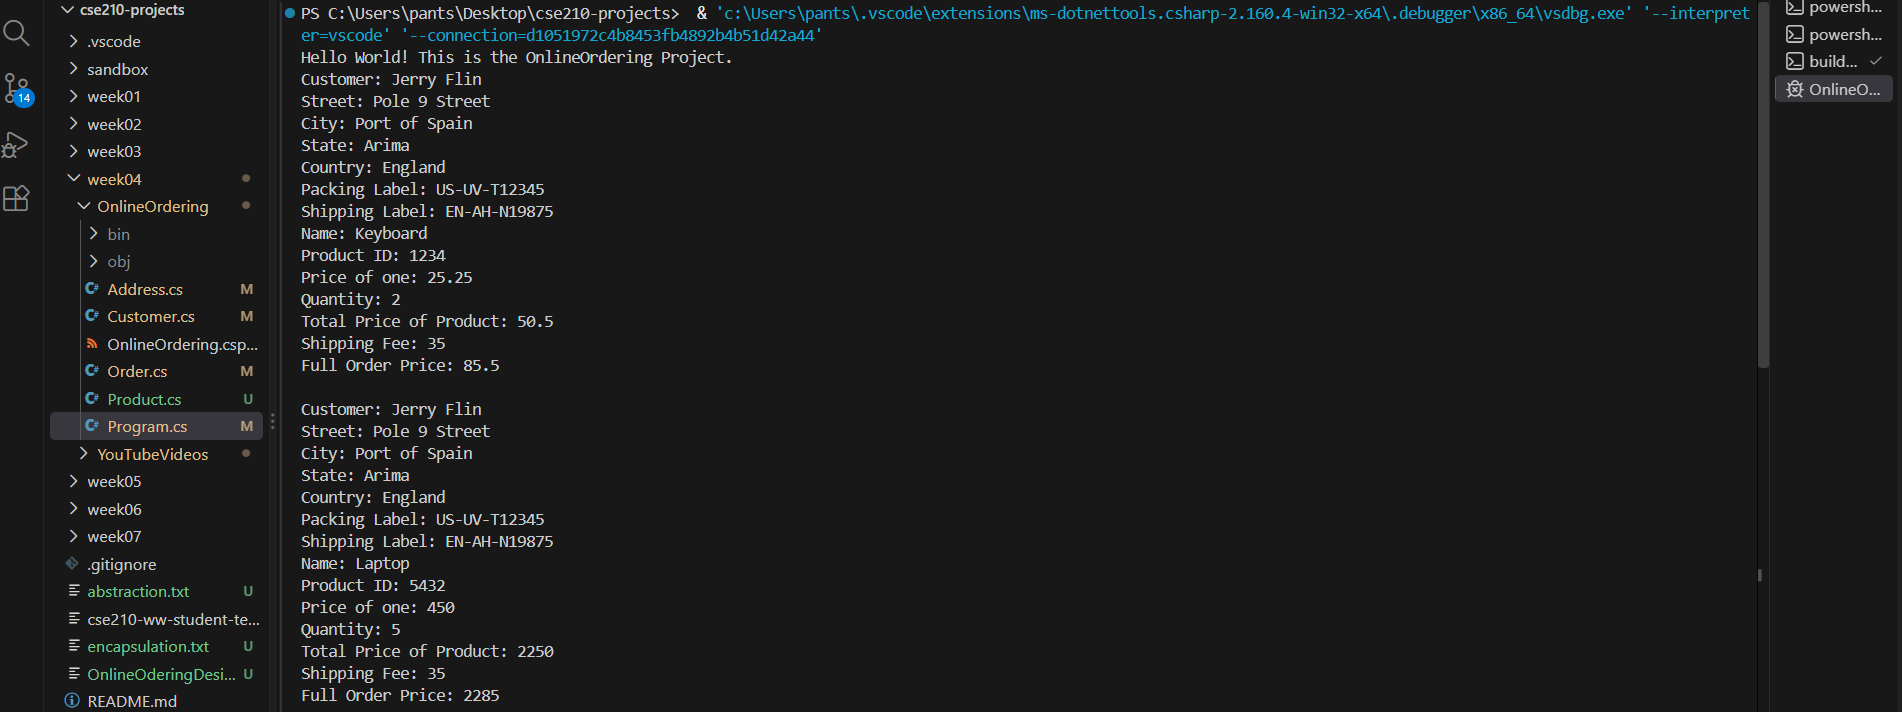 cse210-projects
.vscode
sandbox
week01
week02
week03
week04
OnlineOrdering
bin
obj
Address.cs M
Customer.cs M
OnlineOrdering.csp...
Order.cs M
Product.cs U
Program.cs M
YouTubeVideos
week05
week06
week07
.gitignore
abstraction.txt U
cse210-ww-student-te...
encapsulation.txt U
OnlineOderingDesi... U
README.md
14
PS C:\Users\pants\Desktop\cse210-projects> & 'c:\Users\pants\.vscode\extensions\ms-dotnettools.csharp-2.160.4-win32-x64\.debugger\x86_64\vsdbg.exe' '--interpret
er=vscode' '--connection=d1051972c4b8453fb4892b4b51d42a44'
Hello World! This is the OnlineOrdering Project.
Customer: Jerry Flin
Street: Pole 9 Street
City: Port of Spain
State: Arima
Country: England
Packing Label: US-UV-T12345
Shipping Label: EN-AH-N19875
Name: Keyboard
Product ID: 1234
Price of one: 25.25
Quantity: 2
Total Price of Product: 50.5
Shipping Fee: 35
Full Order Price: 85.5
Customer: Jerry Flin
Street: Pole 9 Street
City: Port of Spain
State: Arima
Country: England
Packing Label: US-UV-T12345
Shipping Label: EN-AH-N19875
Name: Laptop
Product ID: 5432
Price of one: 450
Quantity: 5
Total Price of Product: 2250
Shipping Fee: 35
Full Order Price: 2285
powersh...
powersh...
build...
OnlineO...